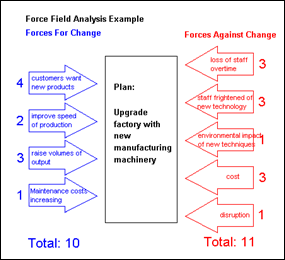 Force Field Analysis Example
Forces For Change
Forces Against Change
4
customers want
new products
2
improve speed
of production
3
raise volumes of
output
1
Maintenance costs
increasing
Total: 10
Plan:
Upgrade
factory with
new
manufacturing
machinery
loss of staff
overtime
3
staff frightened of
new technology
3
environmental impact
of new techniques
1
cost
3
disruption
1
Total: 11